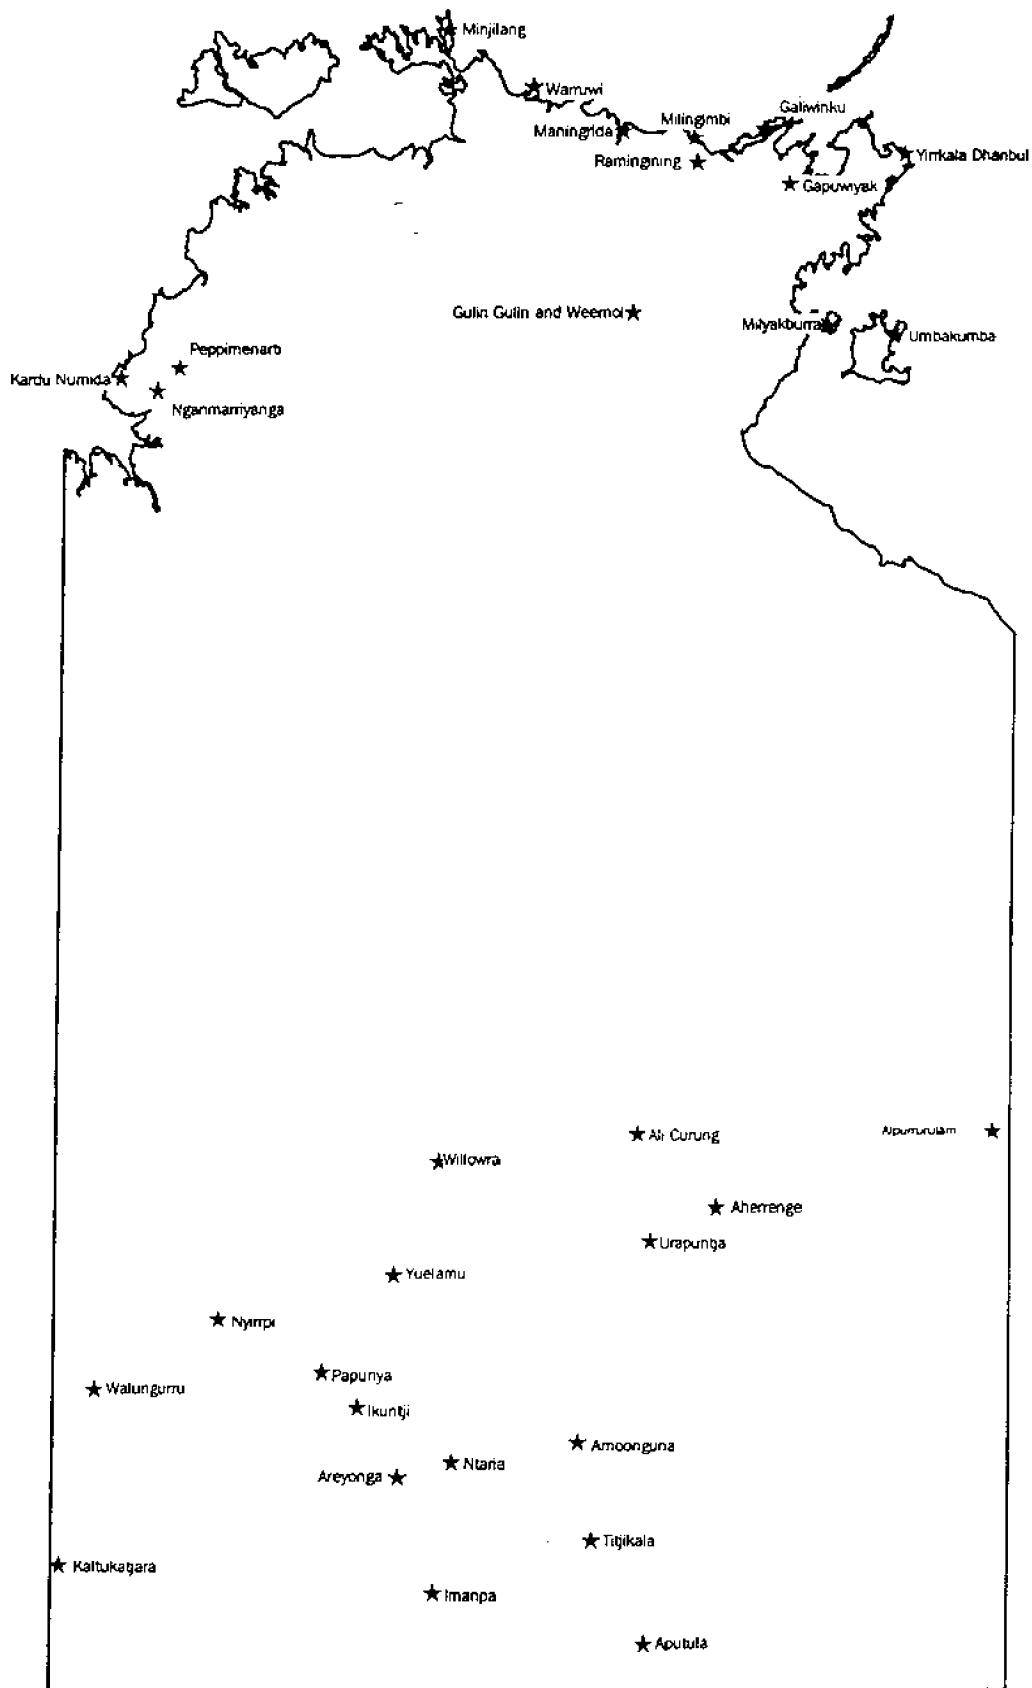 Minjilang
Warruwi
Galiwinku
Milingimbi
Maningrida
Yirrkala Dhanbul
Ramingining
Gapuwiyak
Gulin Gulin and Weemol
Milyakburra
Umbakumba
Peppimenarti
Kardu Numida
Nganmarriyanga
Ali Curung
Alpurrurulam
Willowra
Aherrenge
Urapuntja
Yuelamu
Nyirrpi
Papunya
Walungurru
Ikuntji
Amoonguna
Ntaria
Areyonga
Titjikala
Kaltukatjara
Imanpa
Aputula